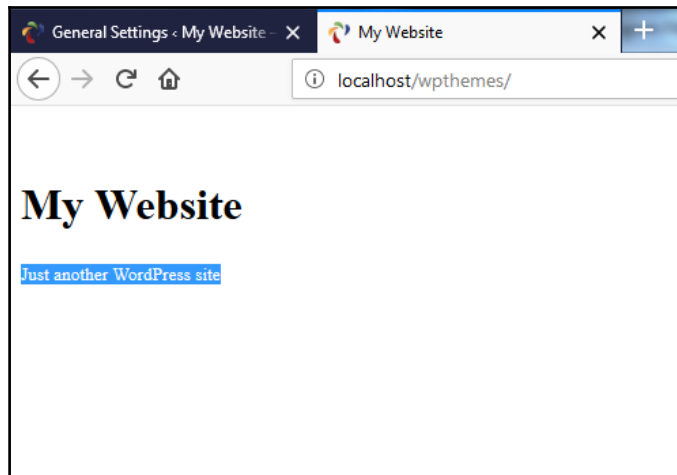 General Settings ‹ My Website –
My Website
localhost/wpthemes/
My Website
Just another WordPress site